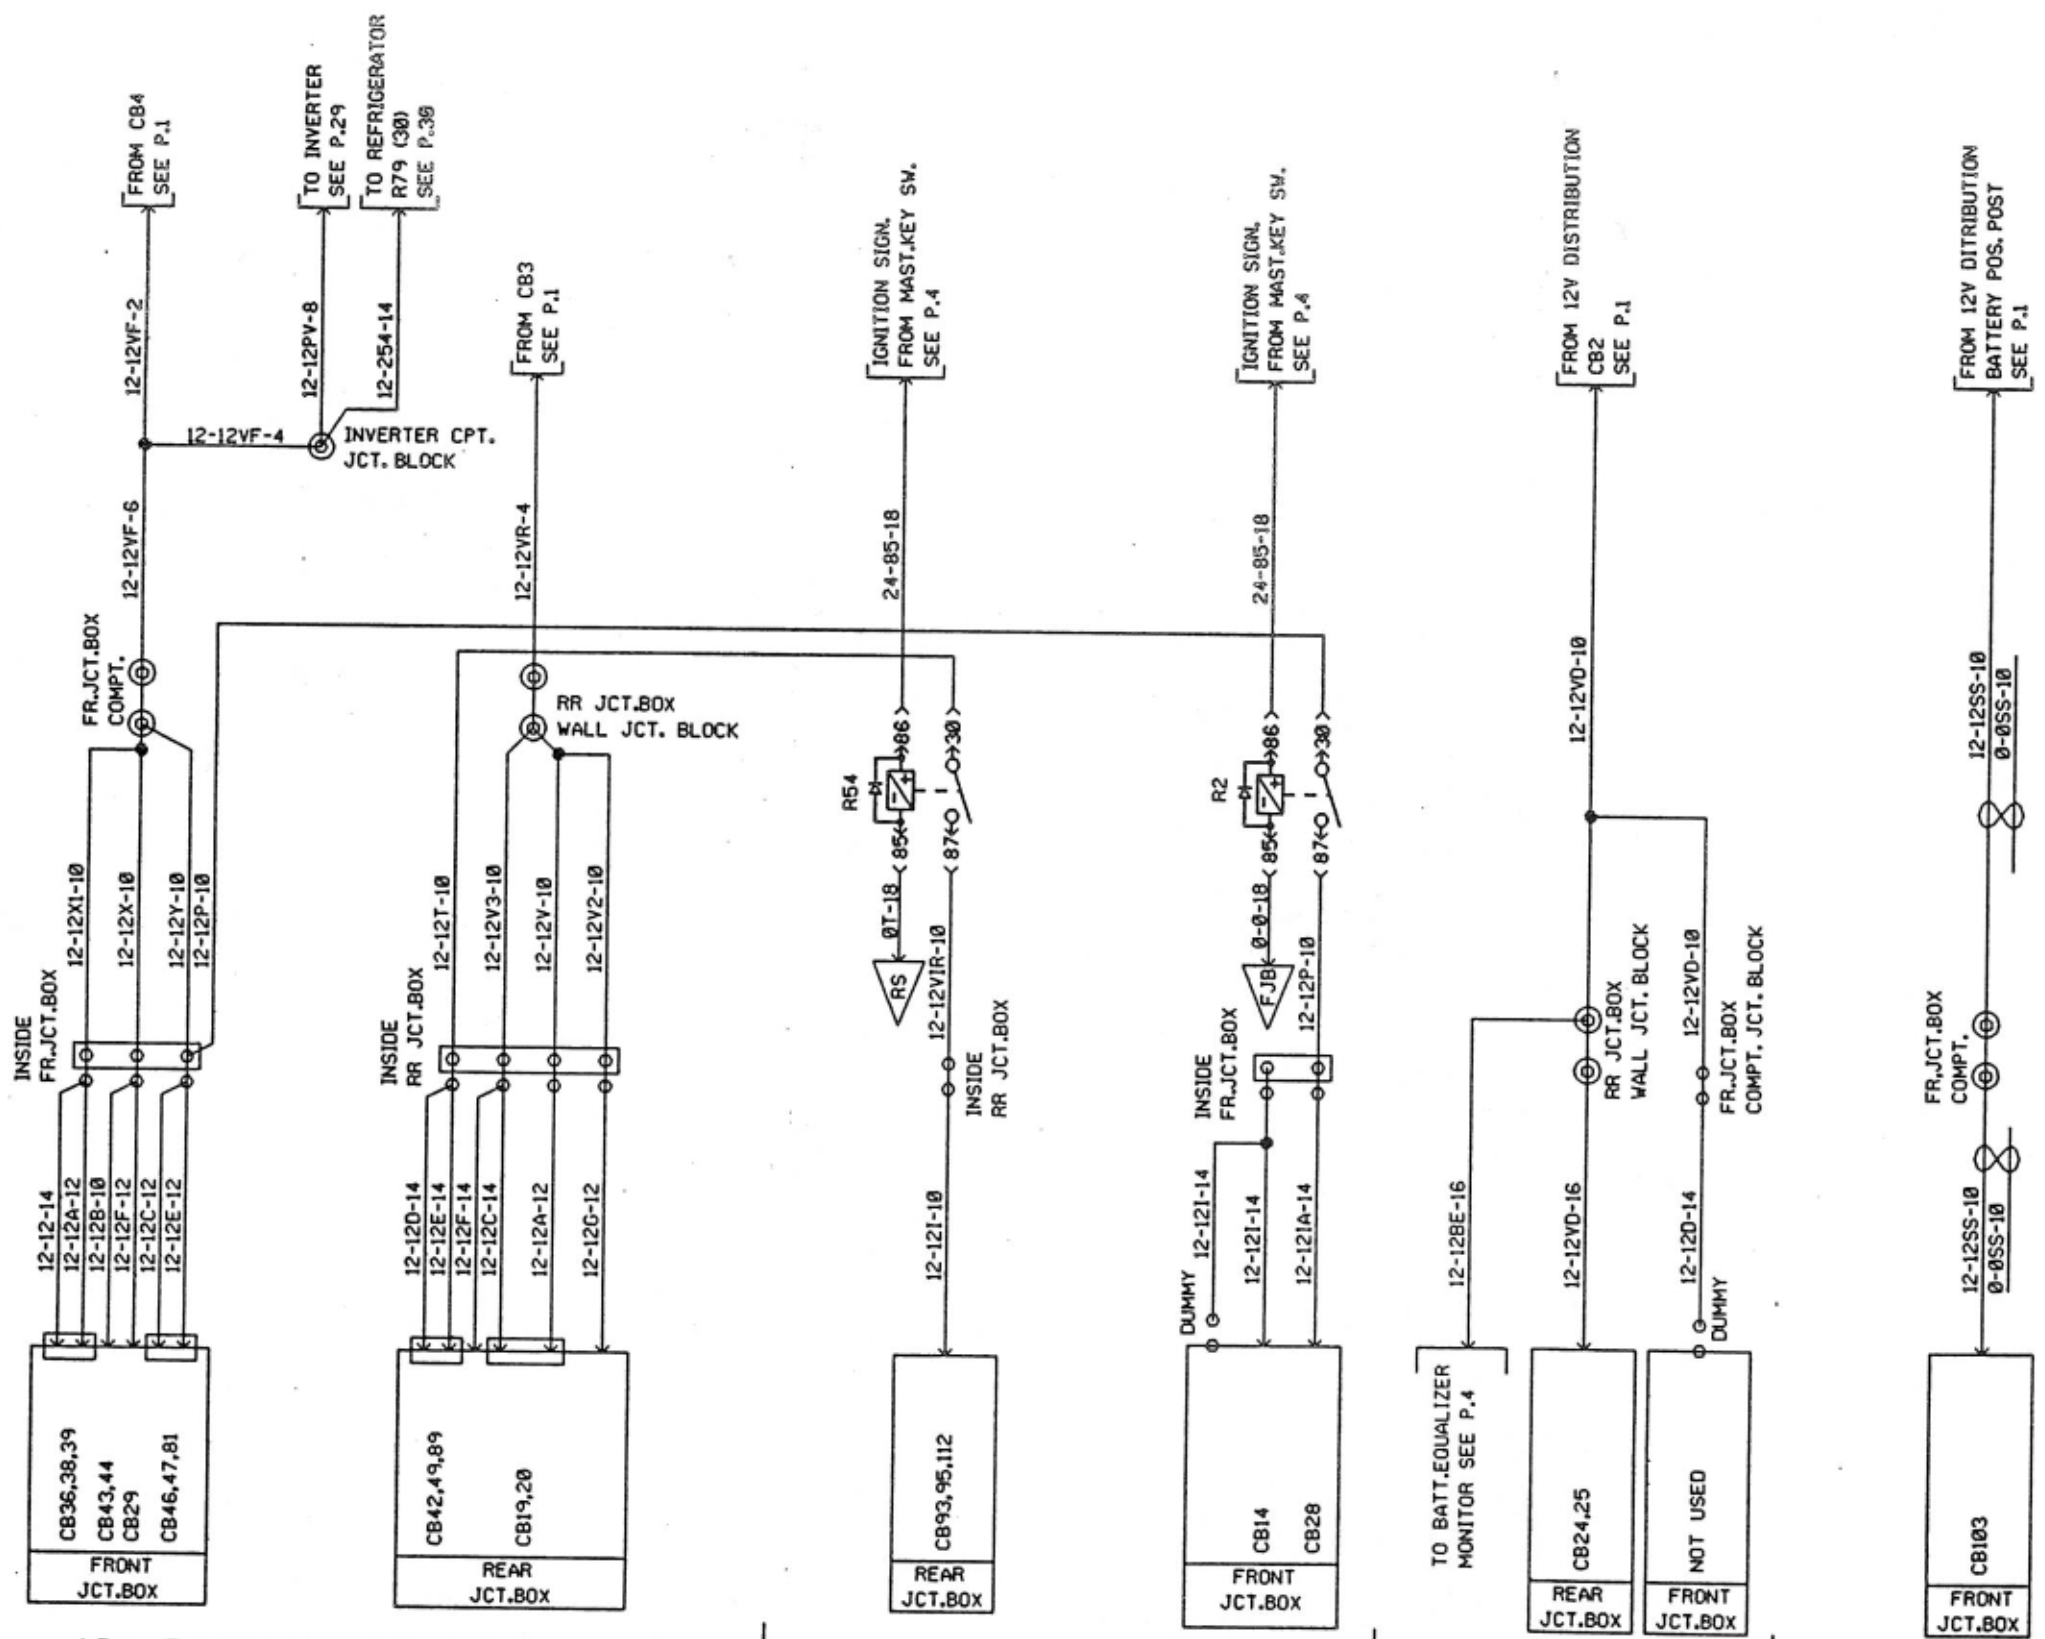 FROM CB4
SEE P.1
TO INVERTER
SEE P.29
TO REFRIGERATOR
R79 (30)
SEE P.30
12-12VF-2
12-12PV-8
12-254-14
12-12VF-4
INVERTER CPT.
JCT. BLOCK
12-12VF-6
FR.JCT.BOX
COMPT.
12-12X1-10
12-12X-10
12-12Y-10
12-12P-10
INSIDE
FR.JCT.BOX
12-12-14
12-12A-12
12-12B-10
12-12F-12
12-12C-12
12-12E-12
CB36,38,39
CB43,44
CB29
CB46,47,81
FRONT
JCT.BOX
FROM CB3
SEE P.1
12-12VR-4
RR JCT.BOX
WALL JCT. BLOCK
12-12T-10
12-12V3-10
12-12V-10
12-12V2-10
INSIDE
RR JCT.BOX
12-12D-14
12-12E-14
12-12F-14
12-12C-14
12-12A-12
12-12G-12
CB42,49,89
CB19,20
REAR
JCT.BOX
IGNITION SIGN.
FROM MAST.KEY SW.
SEE P.4
24-85-18
R54
86
30
85
87
0T-18
RS
12-12VIR-10
INSIDE
RR JCT.BOX
12-12I-10
CB93,95,112
REAR
JCT.BOX
IGNITION SIGN.
FROM MAST.KEY SW.
SEE P.4
24-85-18
R2
86
30
85
87
0-0-18
FJB
12-12P-10
INSIDE
FR.JCT.BOX
12-12I-14
12-12I-14
12-12IA-14
DUMMY
CB14
CB28
FRONT
JCT.BOX
FROM 12V DISTRIBUTION
CB2
SEE P.1
12-12VD-10
12-12VD-10
RR JCT.BOX
WALL JCT. BLOCK
FR.JCT.BOX
COMPT. JCT. BLOCK
12-12BE-16
12-12VD-16
12-12D-14
DUMMY
TO BATT.EQUALIZER
MONITOR SEE P.4
CB24,25
REAR
JCT.BOX
NOT USED
FRONT
JCT.BOX
FROM 12V DITRIBUTION
BATTERY POS. POST
SEE P.1
12-12SS-10
0-0SS-10
FR.JCT.BOX
COMPT.
12-12SS-10
0-0SS-10
CB103
FRONT
JCT.BOX